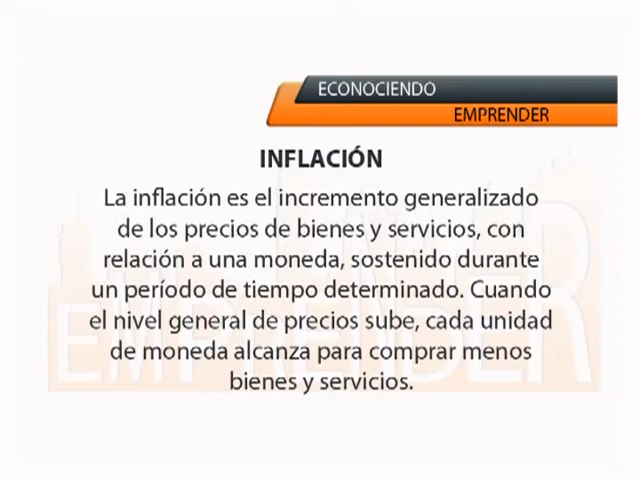 ECONOCIENDO
EMPRENDER
INFLACIÓN
La inflación es el incremento generalizado
de los precios de bienes y servicios, con
relación a una moneda, sostenido durante
un período de tiempo determinado. Cuando
el nivel general de precios sube, cada unidad
de moneda alcanza para comprar menos
bienes y servicios.
EMPRENDER